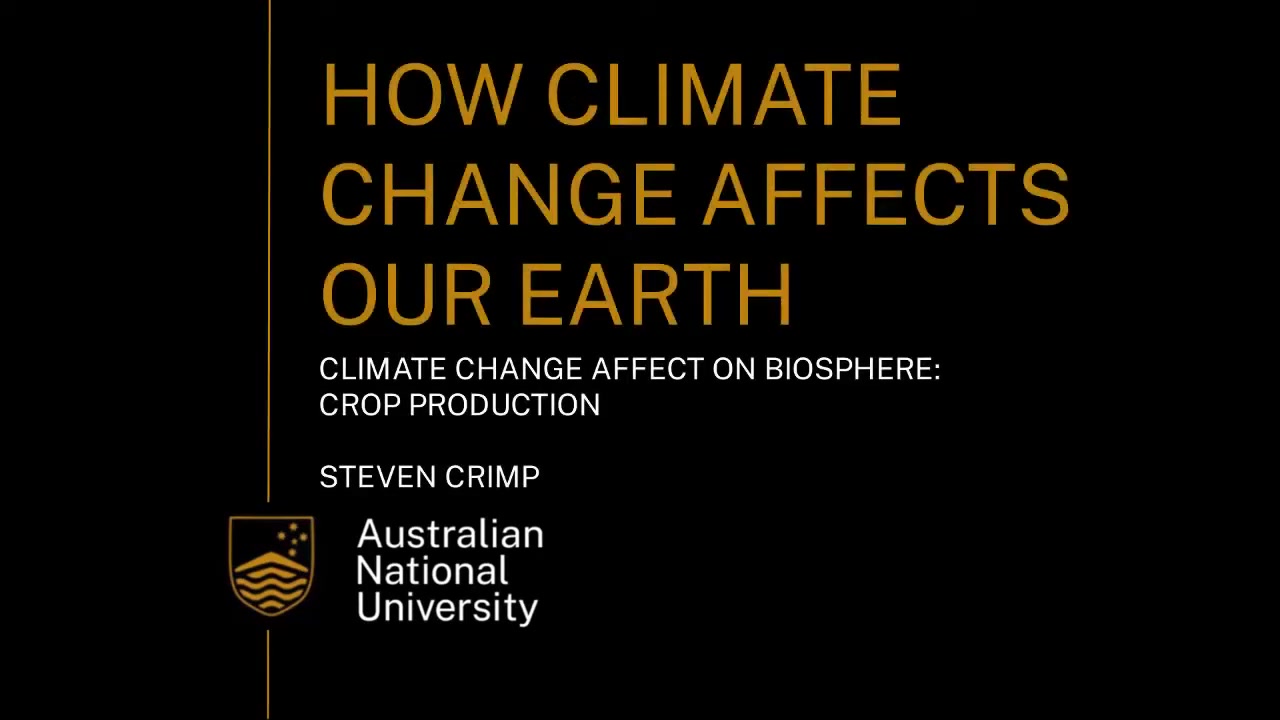 HOW CLIMATE
CHANGE AFFECTS
OUR EARTH
CLIMATE CHANGE AFFECT ON BIOSPHERE:
CROP PRODUCTION
STEVEN CRIMP
Australian
National
University